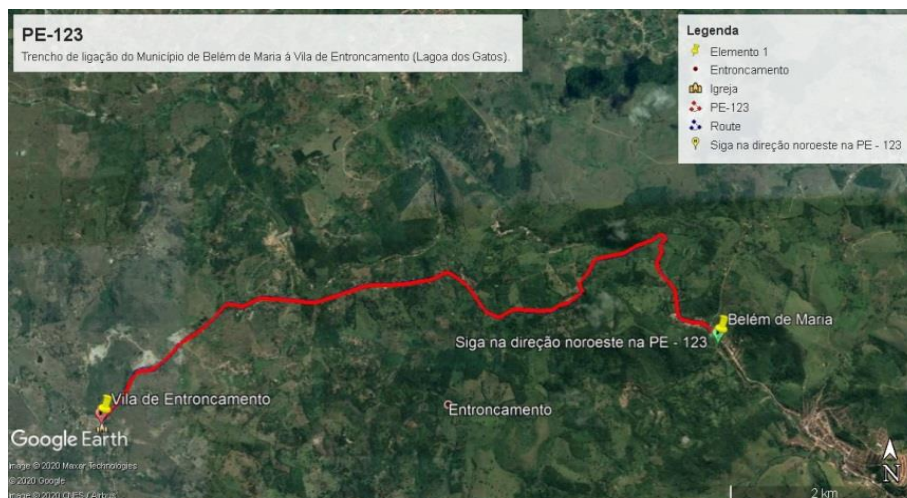 PE-123
Trencho de ligação do Município de Belém de Maria à Vila de Entroncamento (Lagoa dos Gatos).
Legenda
Elemento 1
Entroncamento
Igreja
PE-123
Route
Siga na direção noroeste na PE - 123
Belém de Maria
Siga na direção noroeste na PE - 123
Vila de Entroncamento
Entroncamento
Google Earth
Image © 2020 Maxar Technologies
© 2020 Google
Image © 2020 CNES / Airbus
N
2 km